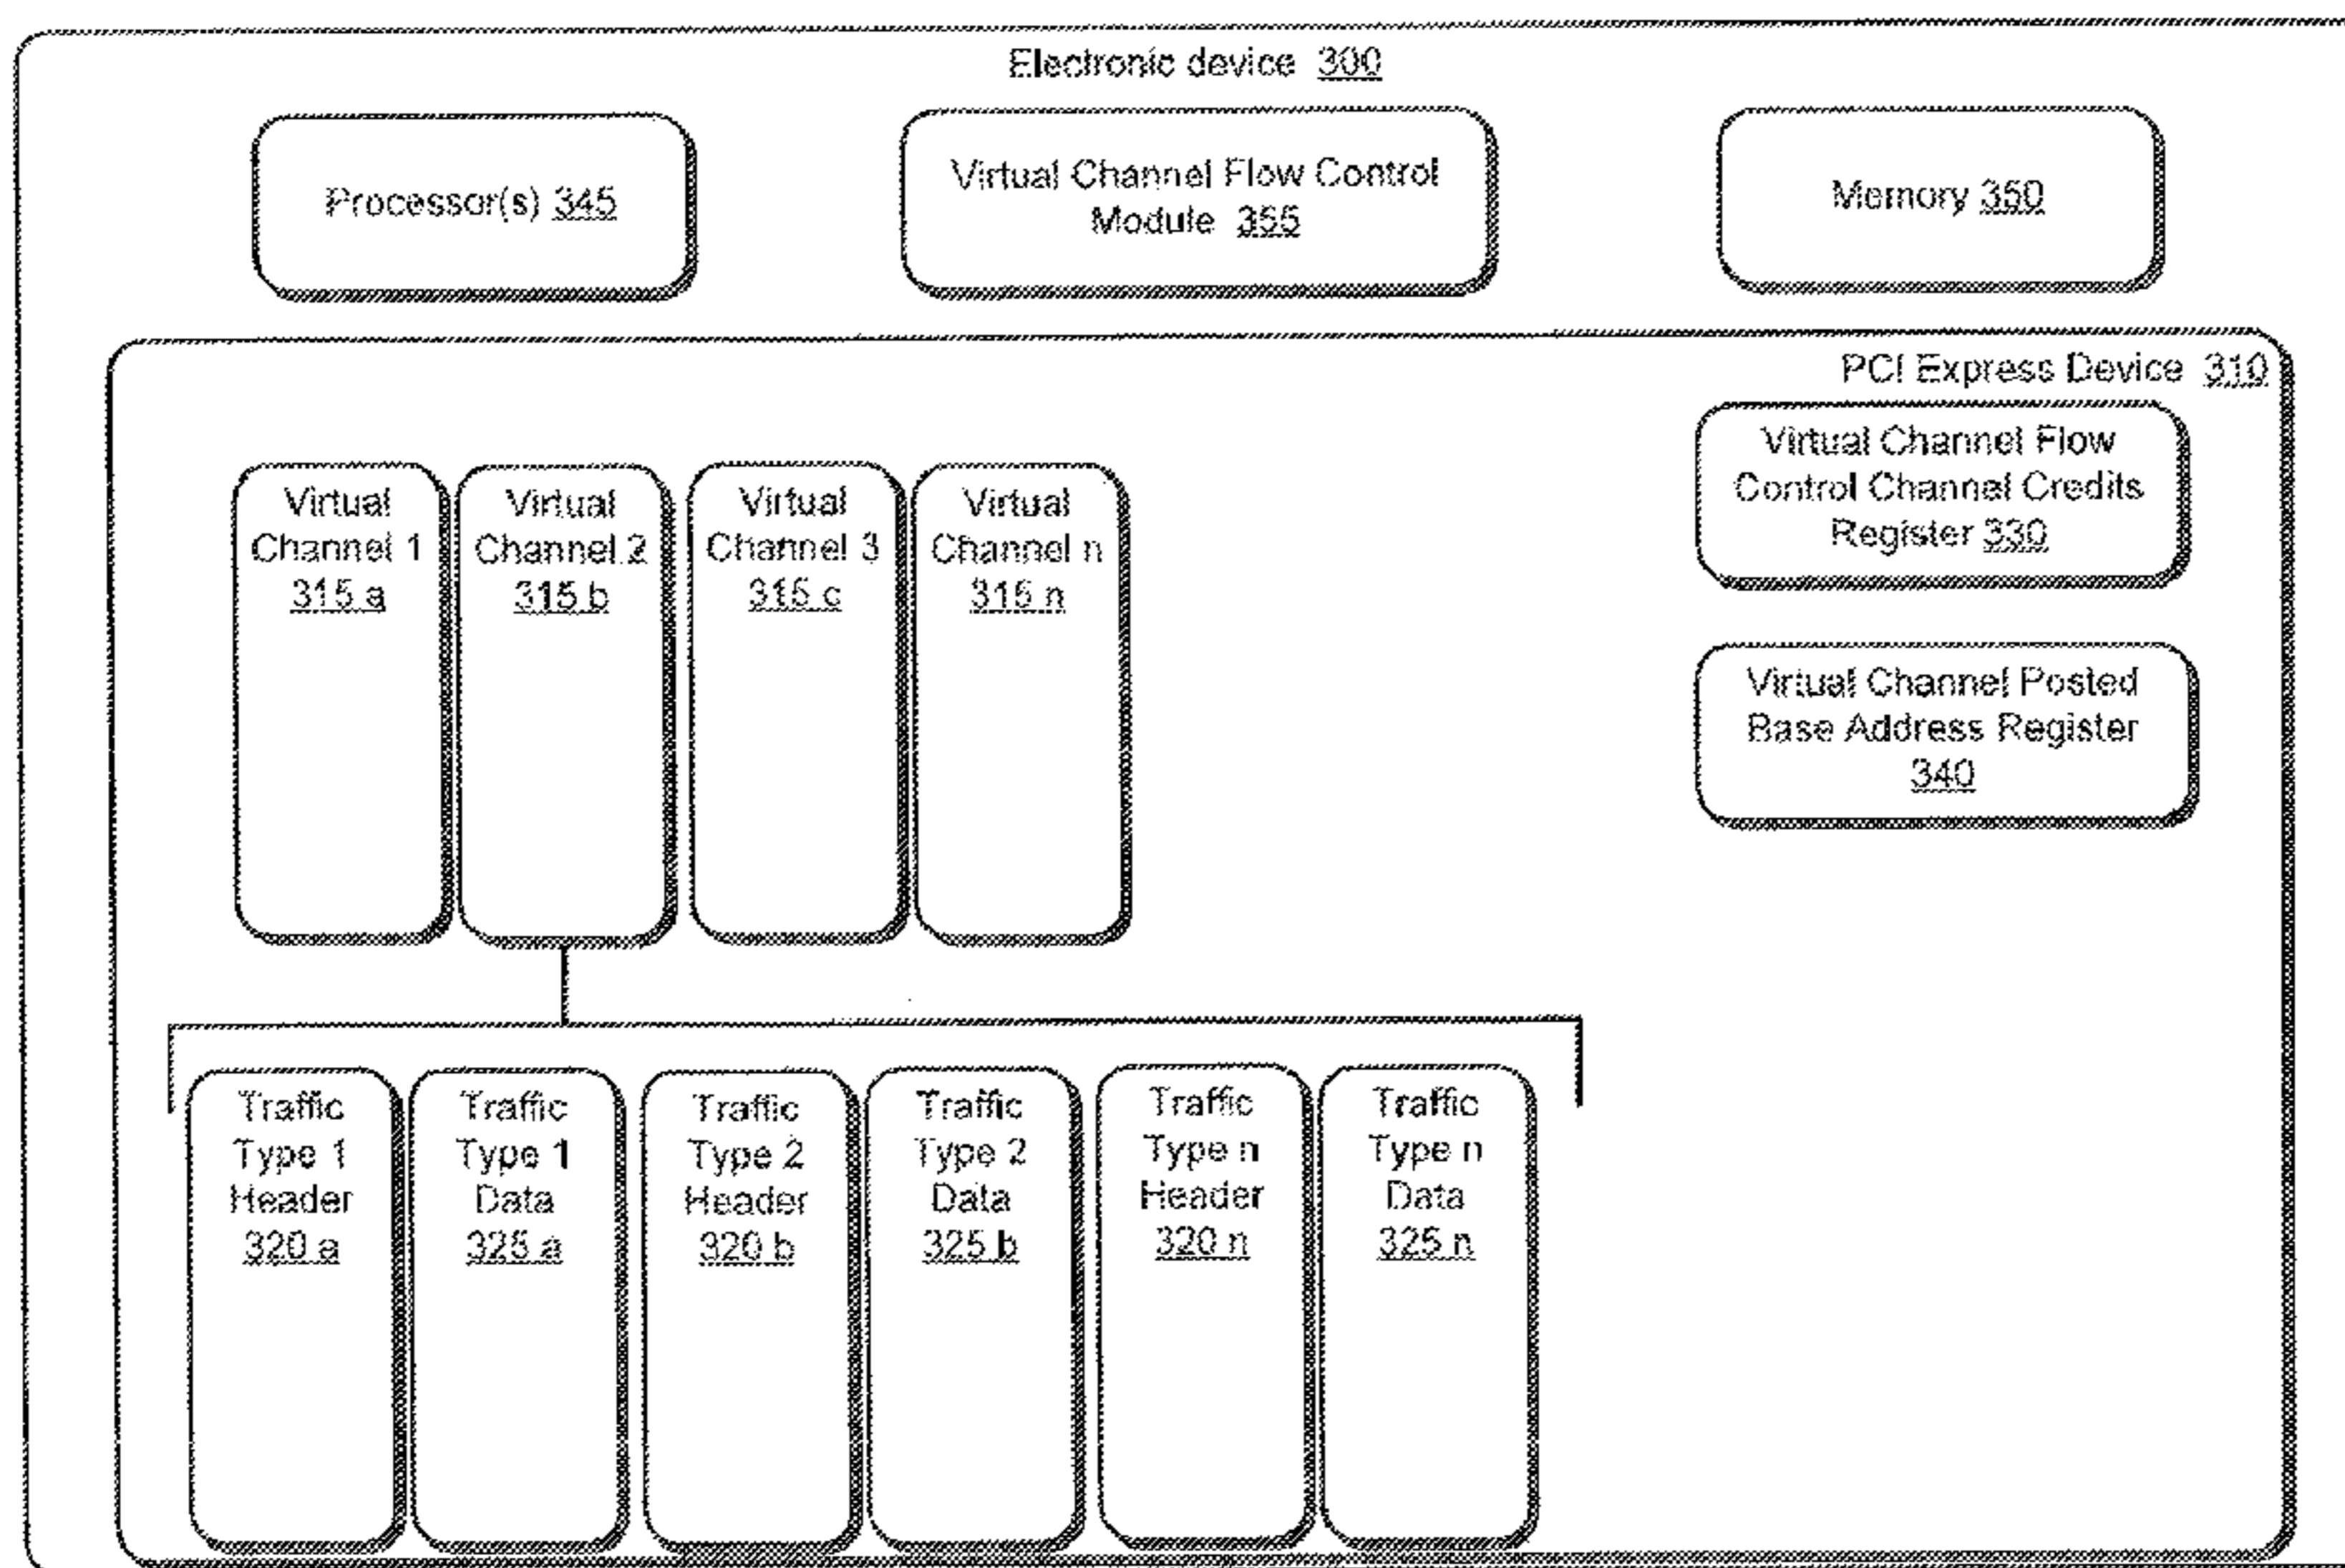 Electronic device 300
Processor(s) 345
Virtual Channel Flow Control
Module 355
Memory 350
PCI Express Device 310
Virtual Channel Flow
Control Channel Credits
Register 330
Virtual Channel Posted
Base Address Register
340
Virtual
Channel 1
315 a
Virtual
Channel 2
315 b
Virtual
Channel 3
315 c
Virtual
Channel n
315 n
Traffic
Type 1
Header
320 a
Traffic
Type 1
Data
325 a
Traffic
Type 2
Header
320 b
Traffic
Type 2
Data
325 b
Traffic
Type n
Header
320 n
Traffic
Type n
Data
325 n